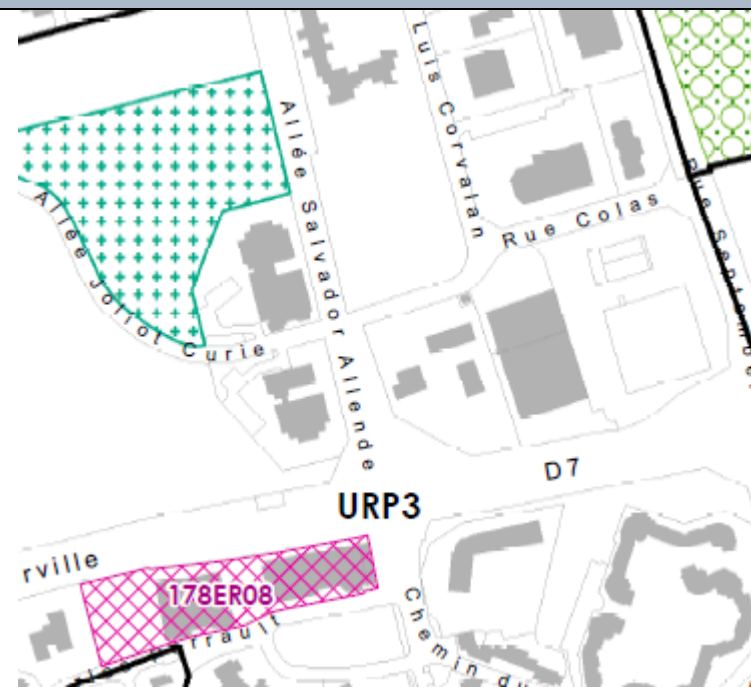 Luis Corvalan
Allée Salvador Allende
Rue Colas
Allée Joliot Curie
D7
URP3
rville
178ER08
rrault
Chemin du